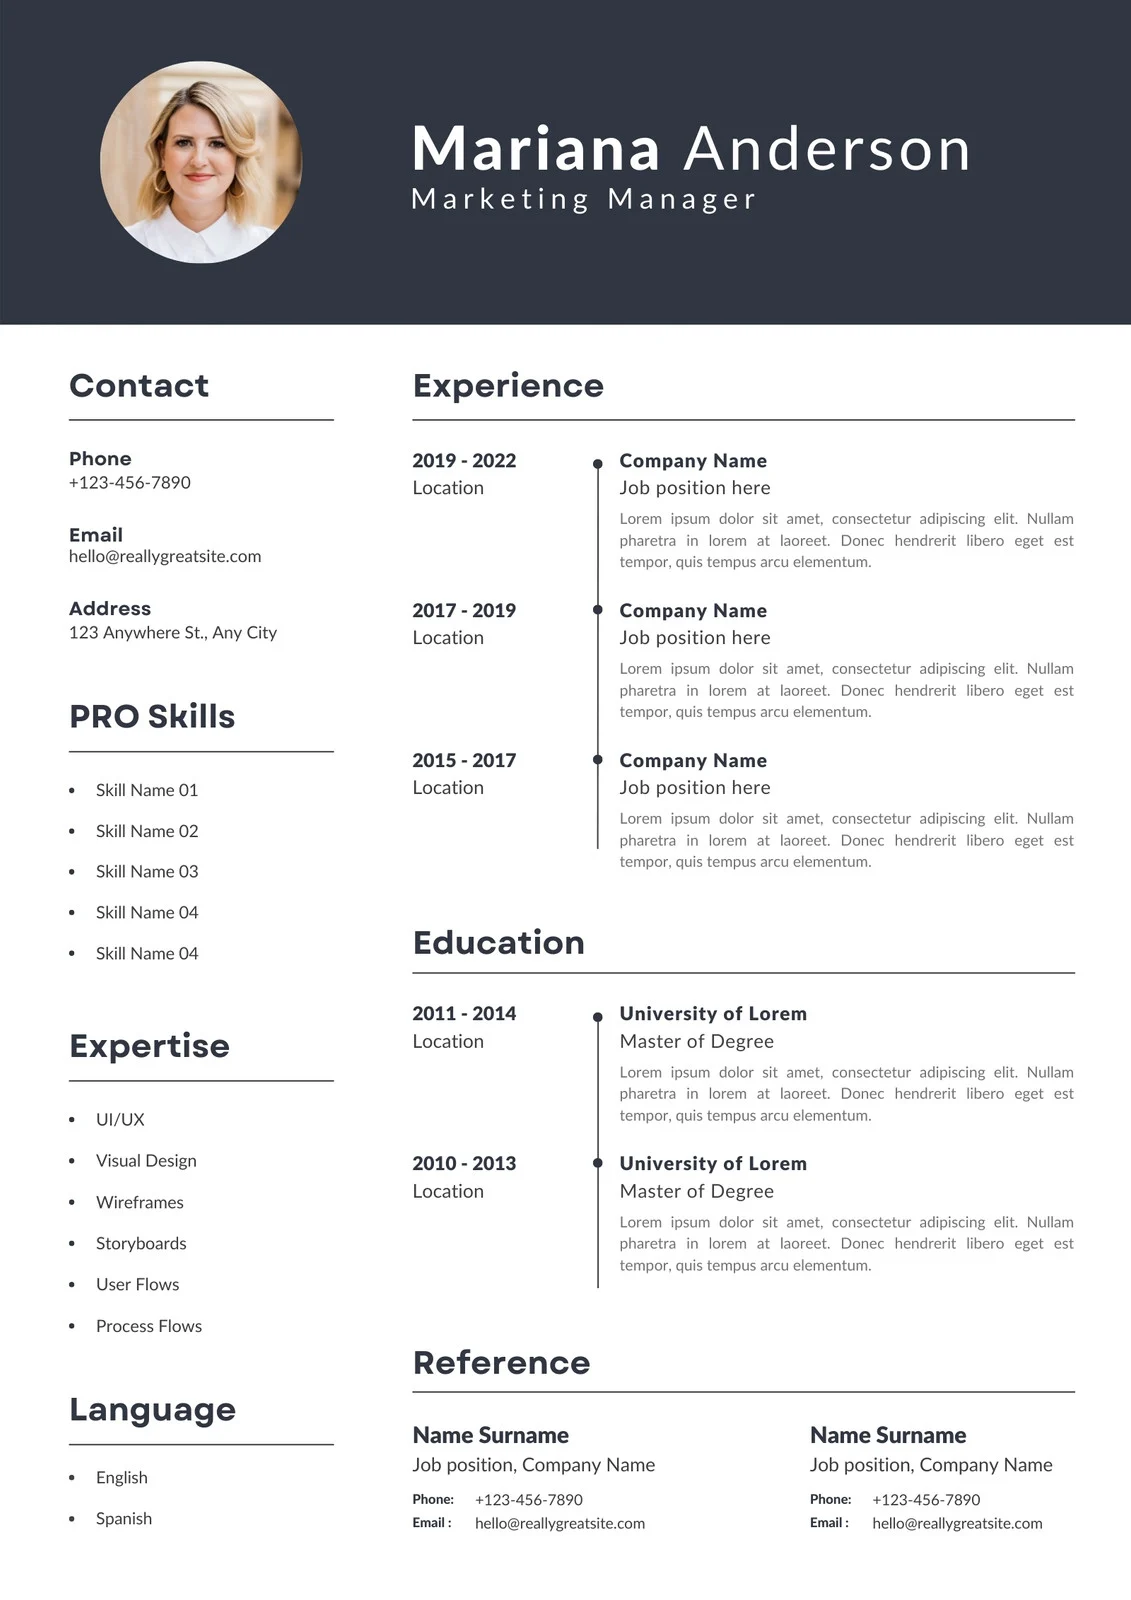 Mariana Anderson
Marketing Manager
Contact
Phone
+123-456-7890
Email
hello@reallygreatsite.com
Address
123 Anywhere St., Any City
PRO Skills
Skill Name 01
Skill Name 02
Skill Name 03
Skill Name 04
Skill Name 04
Expertise
UI/UX
Visual Design
Wireframes
Storyboards
User Flows
Process Flows
Language
English
Spanish
Experience
2019 - 2022
Location
Company Name
Job position here
Lorem ipsum dolor sit amet, consectetur adipiscing elit. Nullam
pharetra in lorem at laoreet. Donec hendrerit libero eget est
tempor, quis tempus arcu elementum.
2017 - 2019
Location
Company Name
Job position here
Lorem ipsum dolor sit amet, consectetur adipiscing elit. Nullam
pharetra in lorem at laoreet. Donec hendrerit libero eget est
tempor, quis tempus arcu elementum.
2015 - 2017
Location
Company Name
Job position here
Lorem ipsum dolor sit amet, consectetur adipiscing elit. Nullam
pharetra in lorem at laoreet. Donec hendrerit libero eget est
tempor, quis tempus arcu elementum.
Education
2011 - 2014
Location
University of Lorem
Master of Degree
Lorem ipsum dolor sit amet, consectetur adipiscing elit. Nullam
pharetra in lorem at laoreet. Donec hendrerit libero eget est
tempor, quis tempus arcu elementum.
2010 - 2013
Location
University of Lorem
Master of Degree
Lorem ipsum dolor sit amet, consectetur adipiscing elit. Nullam
pharetra in lorem at laoreet. Donec hendrerit libero eget est
tempor, quis tempus arcu elementum.
Reference
Name Surname
Job position, Company Name
Phone: +123-456-7890
Email : hello@reallygreatsite.com
Name Surname
Job position, Company Name
Phone: +123-456-7890
Email : hello@reallygreatsite.com